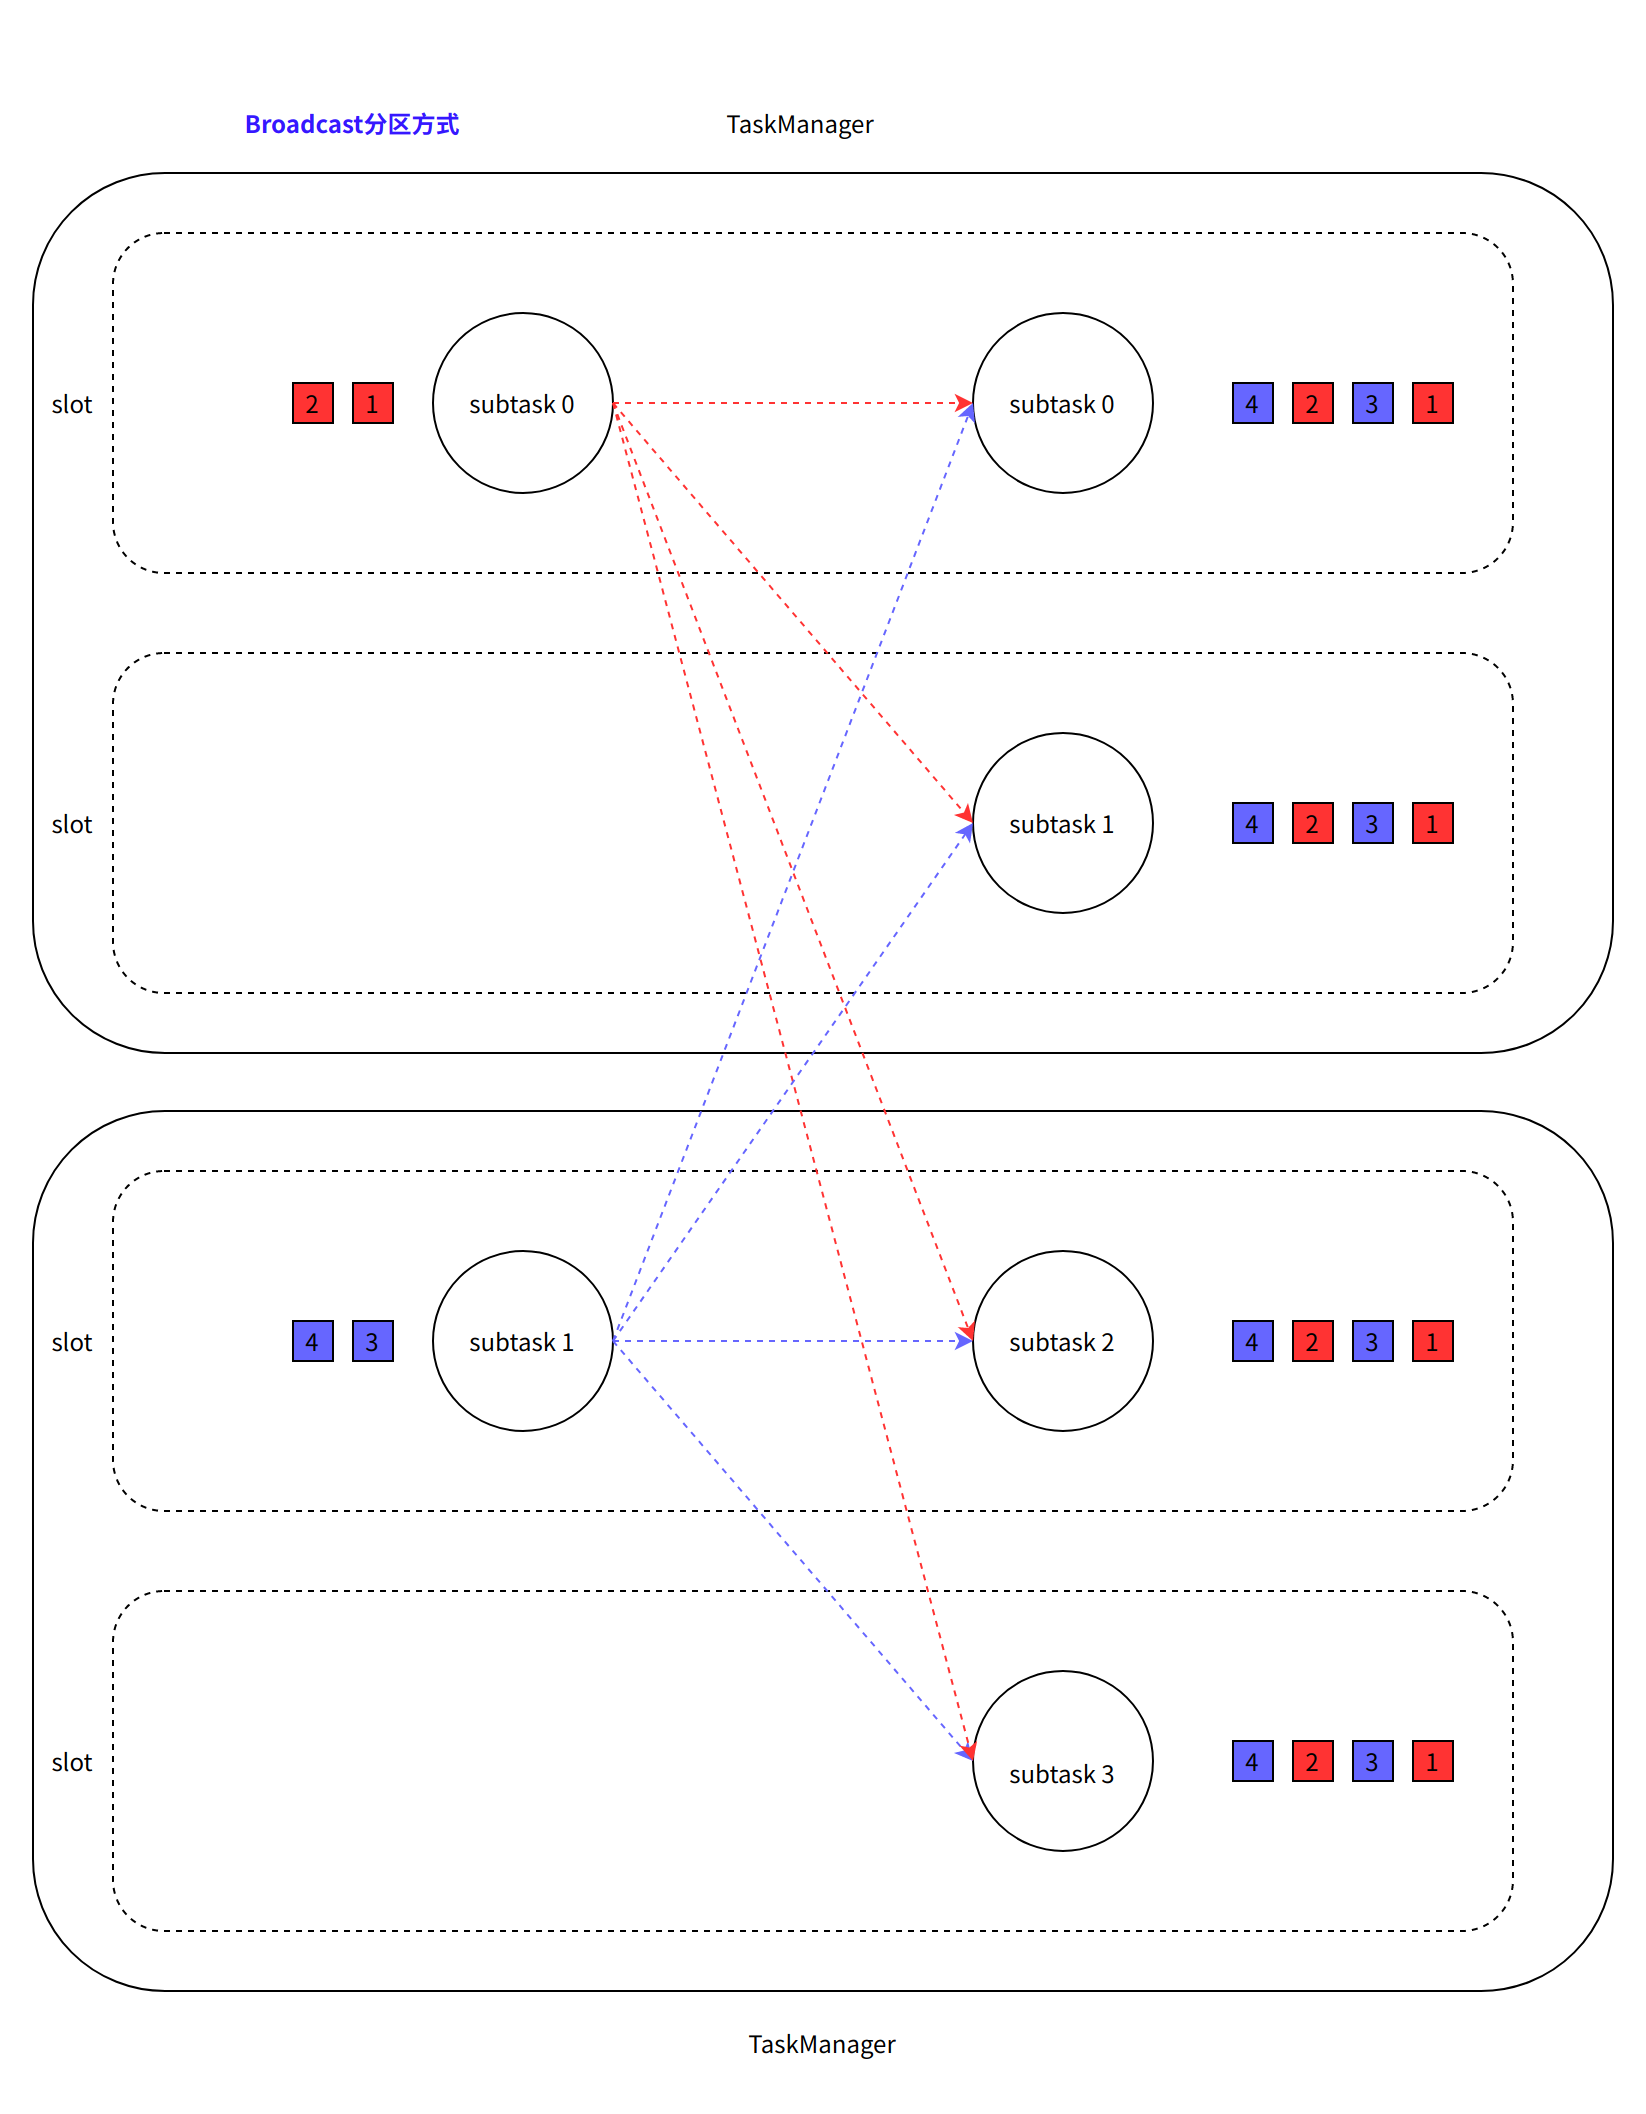 Broadcast分区方式 TaskManager
slot 2 1 subtask 0 subtask 0 4 2 3 1
slot subtask 1 4 2 3 1
slot 4 3 subtask 1 subtask 2 4 2 3 1
slot subtask 3 4 2 3 1
TaskManager